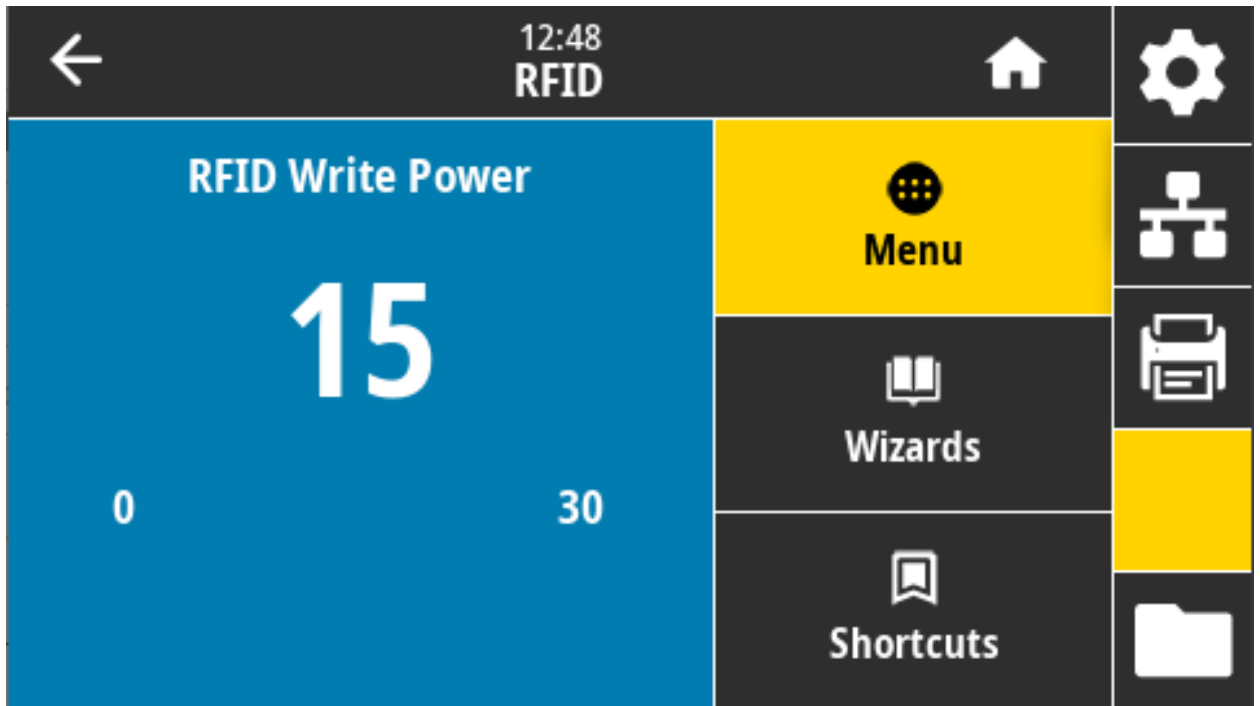 12:48
RFID
RFID Write Power
15
0 30
Menu
Wizards
Shortcuts